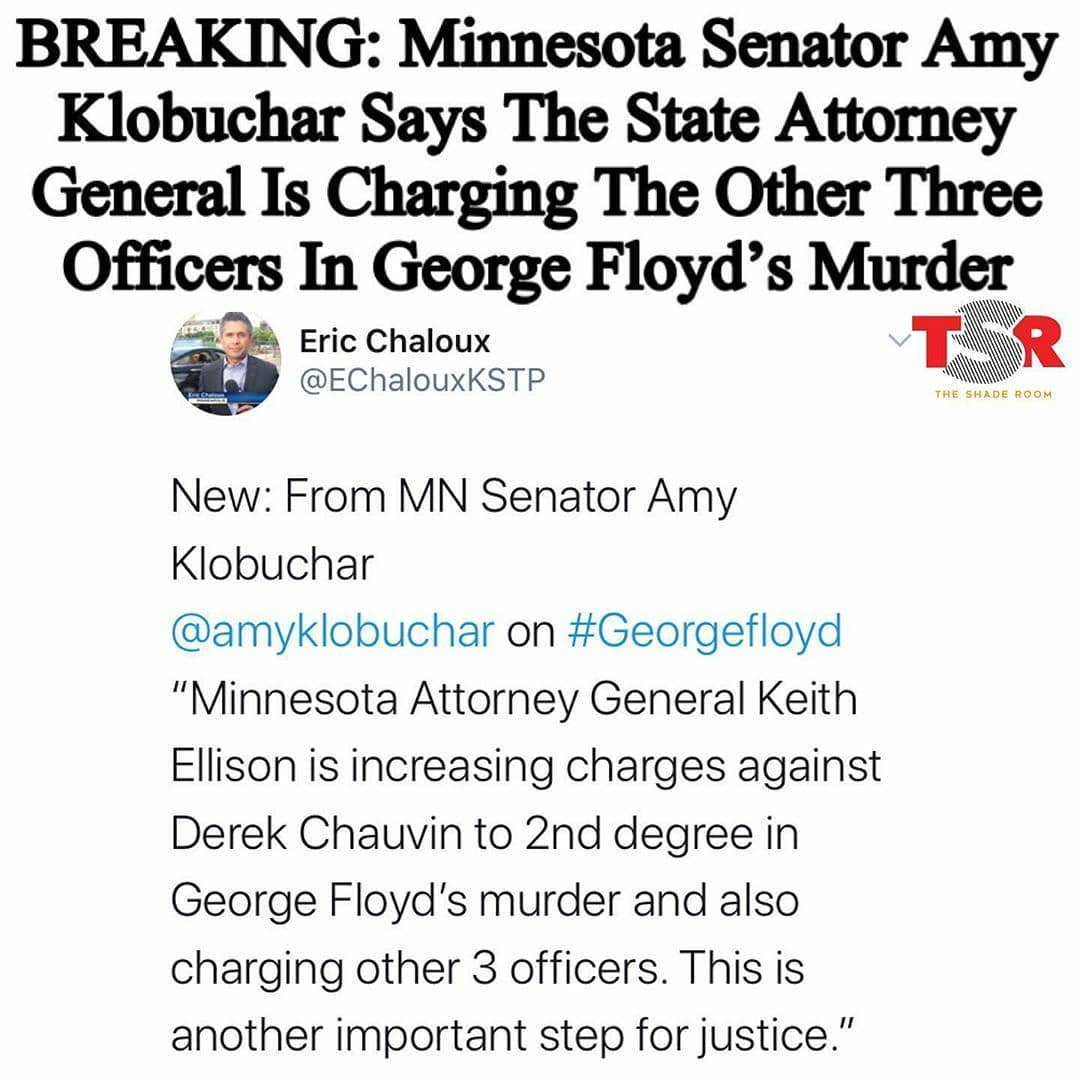 BREAKING: Minnesota Senator Amy
Klobuchar Says The State Attorney
General Is Charging The Other Three
Officers In George Floyd’s Murder
Eric Chaloux
@EChalouxKSTP
TSR
THE SHADE ROOM
New: From MN Senator Amy
Klobuchar
@amyklobuchar on #Georgefloyd
"Minnesota Attorney General Keith
Ellison is increasing charges against
Derek Chauvin to 2nd degree in
George Floyd's murder and also
charging other 3 officers. This is
another important step for justice."